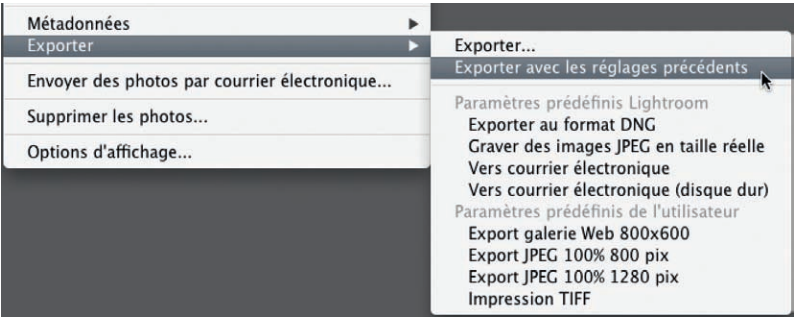 Métadonnées
Exporter
Envoyer des photos par courrier électronique...
Supprimer les photos...
Options d'affichage...
Exporter...
Exporter avec les réglages précédents
Paramètres prédéfinis Lightroom
Exporter au format DNG
Graver des images JPEG en taille réelle
Vers courrier électronique
Vers courrier électronique (disque dur)
Paramètres prédéfinis de l'utilisateur
Export galerie Web 800x600
Export JPEG 100% 800 pix
Export JPEG 100% 1280 pix
Impression TIFF